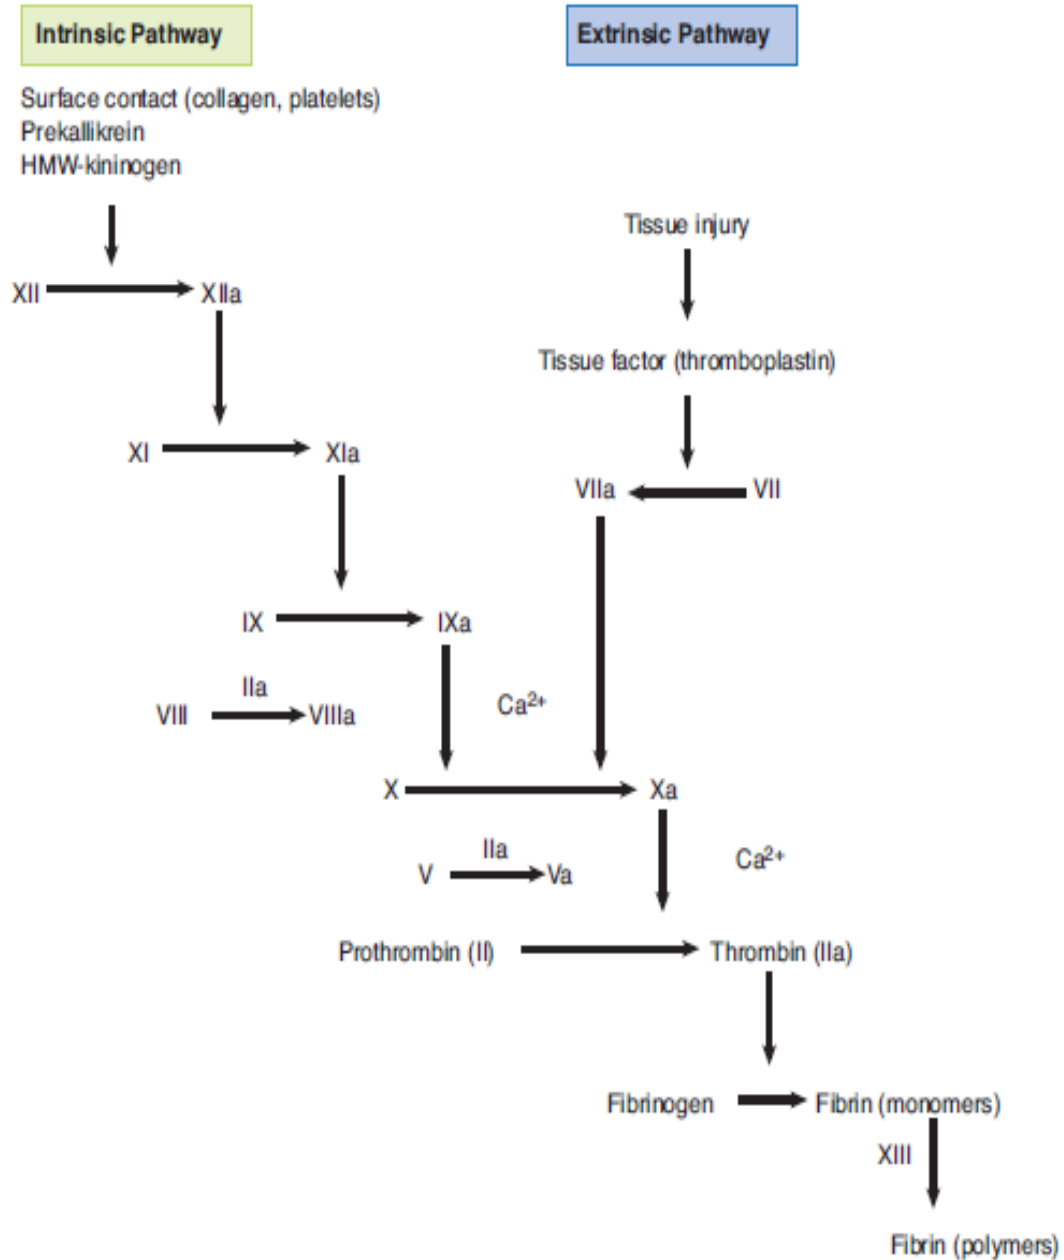 Intrinsic Pathway
Extrinsic Pathway
Surface contact (collagen, platelets)
Prekallikrein
HMW-kininogen
Tissue injury
XII
XIIa
Tissue factor (thromboplastin)
XI
XIa
VIIa
VII
IX
IXa
IIa
VIII
VIIIa
Ca²⁺
X
Xa
IIa
V
Va
Ca²⁺
Prothrombin (II)
Thrombin (IIa)
Fibrinogen
Fibrin (monomers)
XIII
Fibrin (polymers)